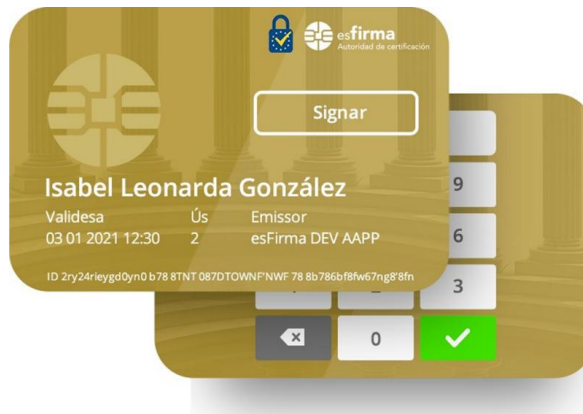 esfirma
Autoridad de certificación
Signar
Isabel Leonarda González
Validesa Ús Emissor
03 01 2021 12:30 2 esFirma DEV AAPP
ID 2ry24rieygd0yn0 b78 8TNT 087DTOWNF'NWF 78 8b786bf8fw67ng8'8fn
9
6
3
0